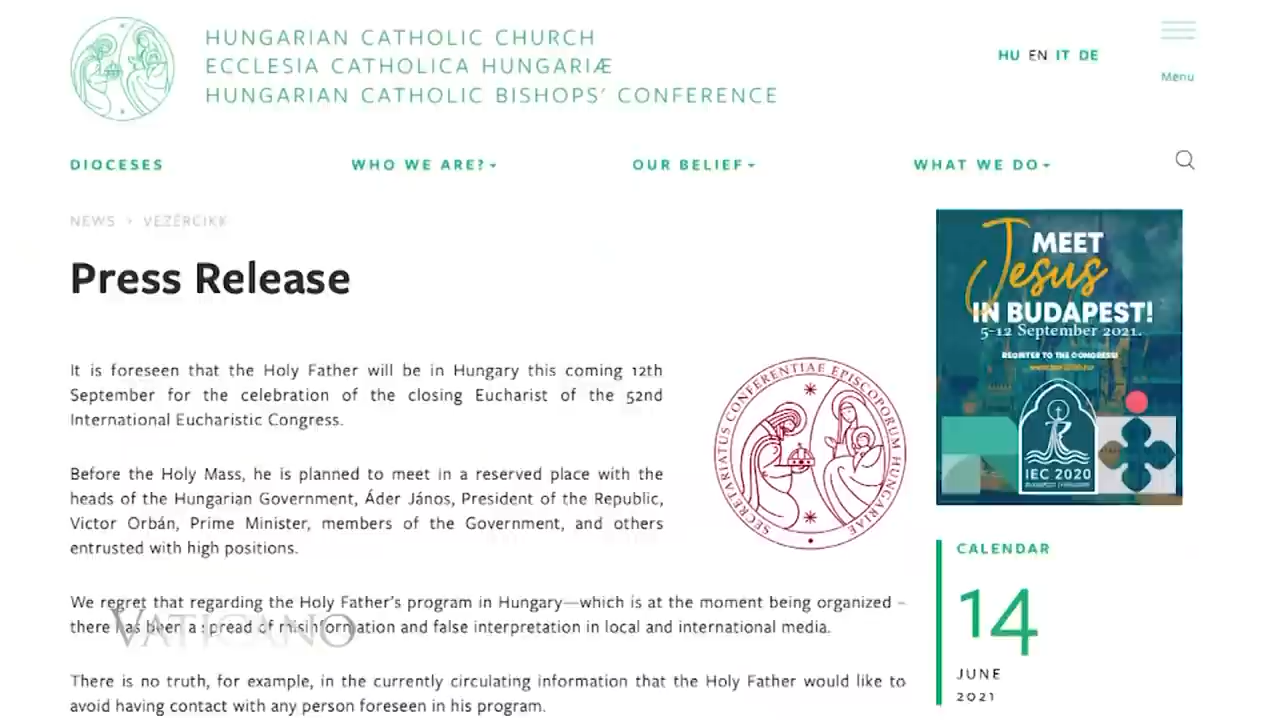 HUNGARIAN CATHOLIC CHURCH
ECCLESIA CATHOLICA HUNGARIÆ
HUNGARIAN CATHOLIC BISHOPS' CONFERENCE
HU EN IT DE
Menu
DIOCESES
WHO WE ARE?
OUR BELIEF
WHAT WE DO
NEWS > VEZÉRCIKK
Press Release
It is foreseen that the Holy Father will be in Hungary this coming 12th
September for the celebration of the closing Eucharist of the 52nd
International Eucharistic Congress.
Before the Holy Mass, he is planned to meet in a reserved place with the
heads of the Hungarian Government, Áder János, President of the Republic,
Victor Orbán, Prime Minister, members of the Government, and others
entrusted with high positions.
We regret that regarding the Holy Father's program in Hungary—which is at the moment being organized –
there has been a spread of misinformation and false interpretation in local and international media.
There is no truth, for example, in the currently circulating information that the Holy Father would like to
avoid having contact with any person foreseen in his program.
VATICANO
SECRETARIATUS CONFERENTIAE EPISCOPORUM HUNGARIAE
MEET
Jesus
IN BUDAPEST!
5-12 September 2021.
REGISTER TO THE CONGRESS!
IEC 2020
CALENDAR
14
JUNE
2021